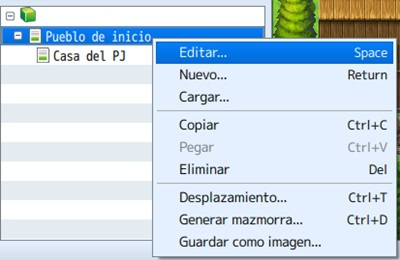 Pueblo de inicio
Casa del PJ
Editar... Space
Nuevo... Return
Cargar...
Copiar Ctrl+C
Pegar Ctrl+V
Eliminar Del
Desplazamiento... Ctrl+T
Generar mazmorra... Ctrl+D
Guardar como imagen...